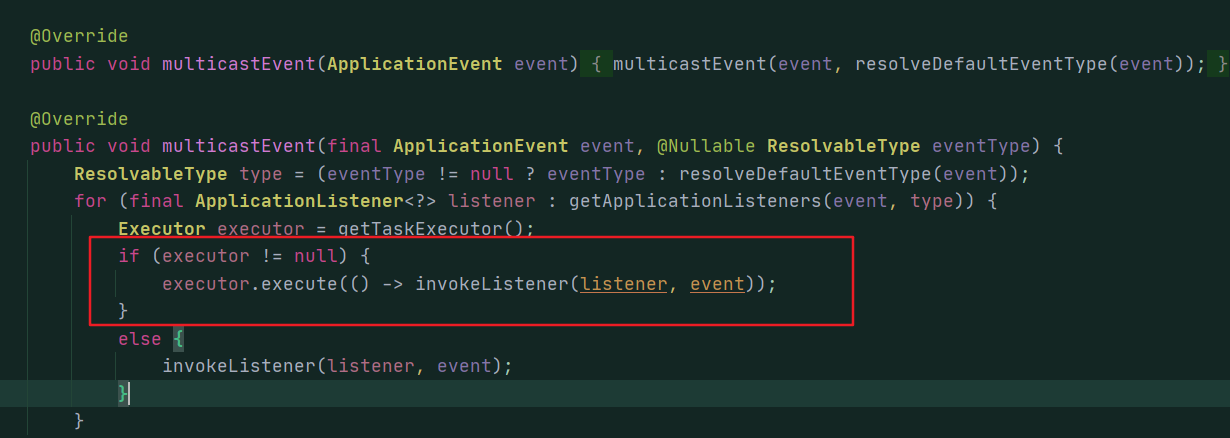 @Override
public void multicastEvent(ApplicationEvent event) { multicastEvent(event, resolveDefaultEventType(event)); }
@Override
public void multicastEvent(final ApplicationEvent event, @Nullable ResolvableType eventType) {
ResolvableType type = (eventType != null ? eventType : resolveDefaultEventType(event));
for (final ApplicationListener<?> listener : getApplicationListeners(event, type)) {
Executor executor = getTaskExecutor();
if (executor != null) {
executor.execute(() -> invokeListener(listener, event));
}
else {
invokeListener(listener, event);
}
}